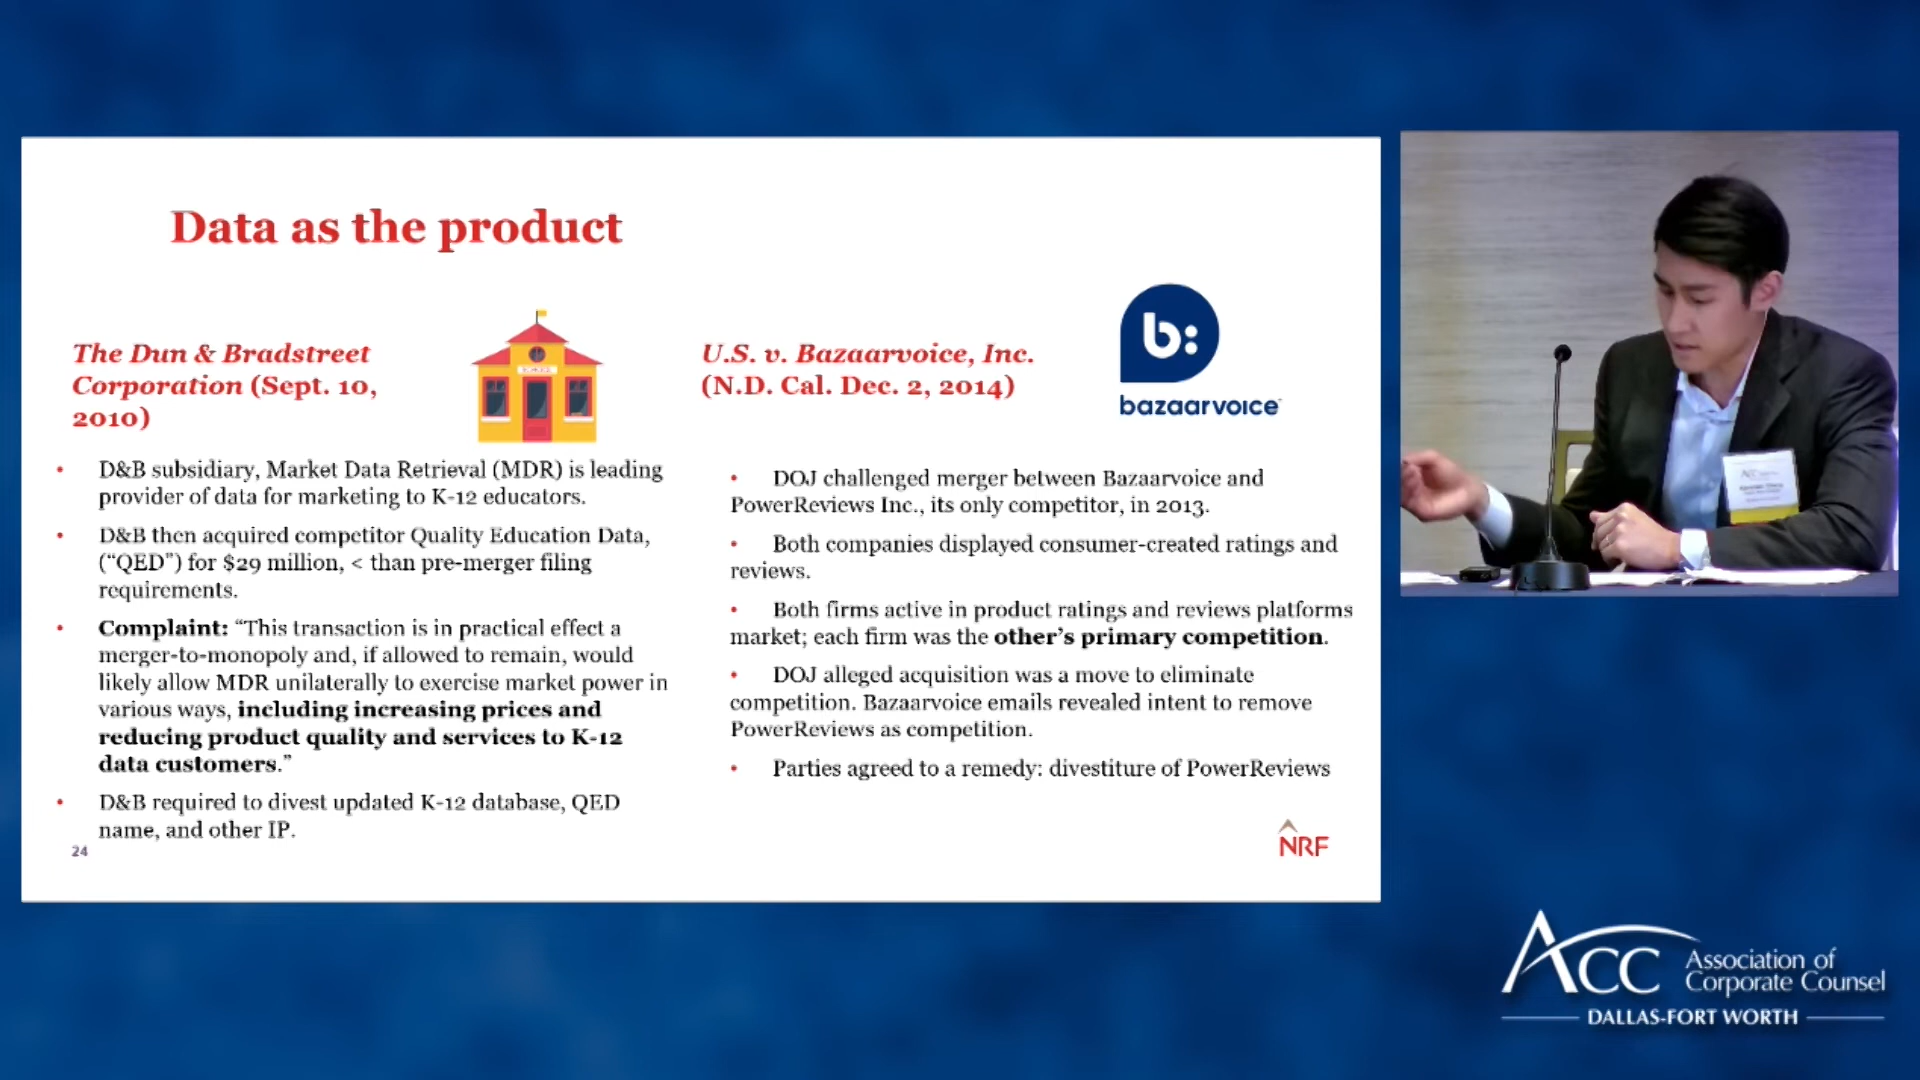 Data as the product
The Dun & Bradstreet
Corporation (Sept. 10,
2010)
SCHOOL
• D&B subsidiary, Market Data Retrieval (MDR) is leading
provider of data for marketing to K-12 educators.
• D&B then acquired competitor Quality Education Data,
(“QED”) for $29 million, < than pre-merger filing
requirements.
• Complaint: “This transaction is in practical effect a
merger-to-monopoly and, if allowed to remain, would
likely allow MDR unilaterally to exercise market power in
various ways, including increasing prices and
reducing product quality and services to K-12
data customers.”
• D&B required to divest updated K-12 database, QED
name, and other IP.
24
U.S. v. Bazaarvoice, Inc.
(N.D. Cal. Dec. 2, 2014)
b:
bazaarvoice
• DOJ challenged merger between Bazaarvoice and
PowerReviews Inc., its only competitor, in 2013.
• Both companies displayed consumer-created ratings and
reviews.
• Both firms active in product ratings and reviews platforms
market; each firm was the other’s primary competition.
• DOJ alleged acquisition was a move to eliminate
competition. Bazaarvoice emails revealed intent to remove
PowerReviews as competition.
• Parties agreed to a remedy: divestiture of PowerReviews
NRF
ACC
ACC
Association of
Corporate Counsel
DALLAS-FORT WORTH